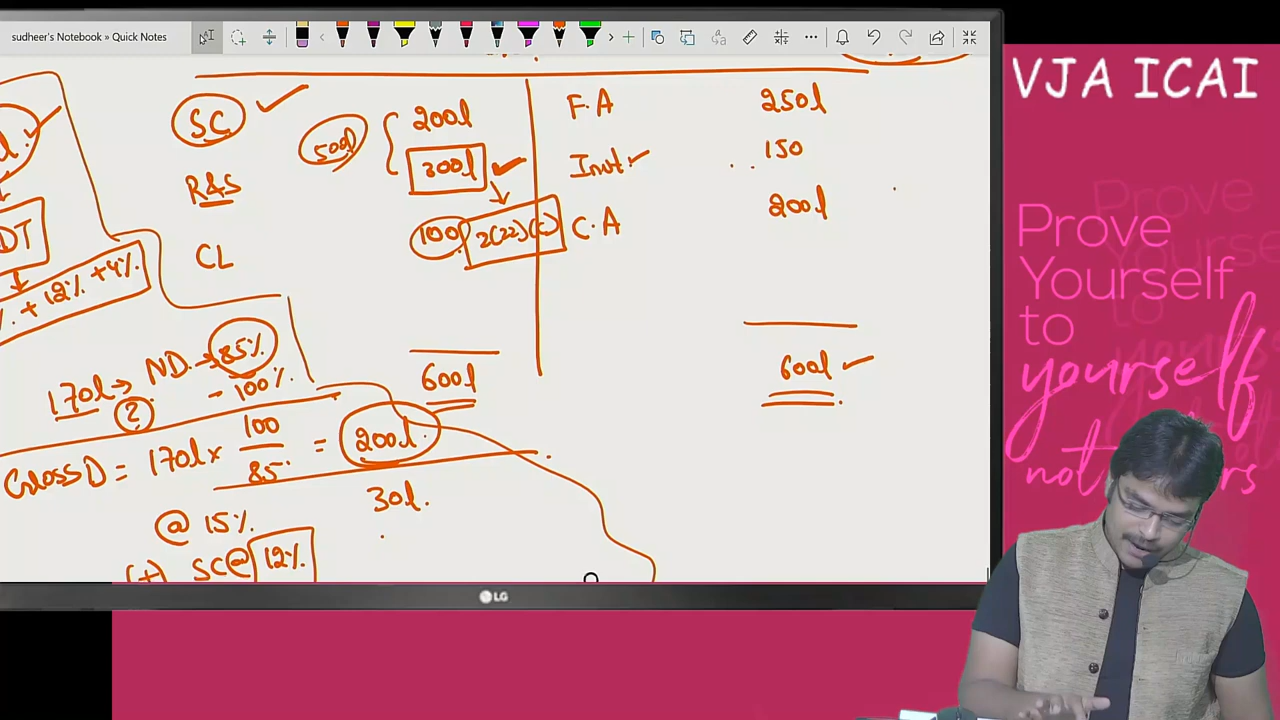 sudheer's Notebook » Quick Notes
VJA ICAI
SC 200l F.A 250l
500l
R&S 300l Invt 150
CL 100l 2(22)(c) C.A 200l
DT
+ 12% + 4%
600l 600l
170l → ND → 85%
? - 100%
Gross D = 170l x 100 / 85 = 200l.
@ 15% 30l.
(+) SC @ 12%
LG
Prove
Yourself
to
yourself
not others